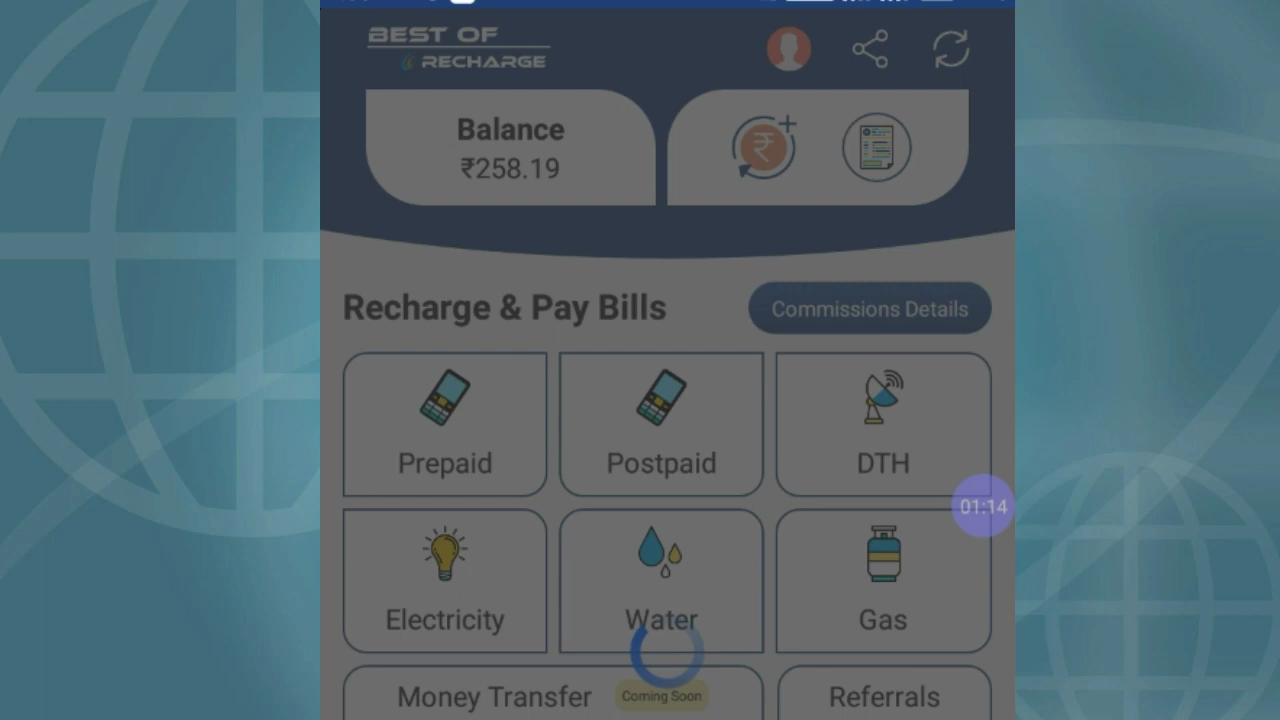 BEST OF
RECHARGE
Balance
₹258.19
Recharge & Pay Bills
Commissions Details
Prepaid
Postpaid
DTH
01:14
Electricity
Water
Gas
Money Transfer
Coming Soon
Referrals